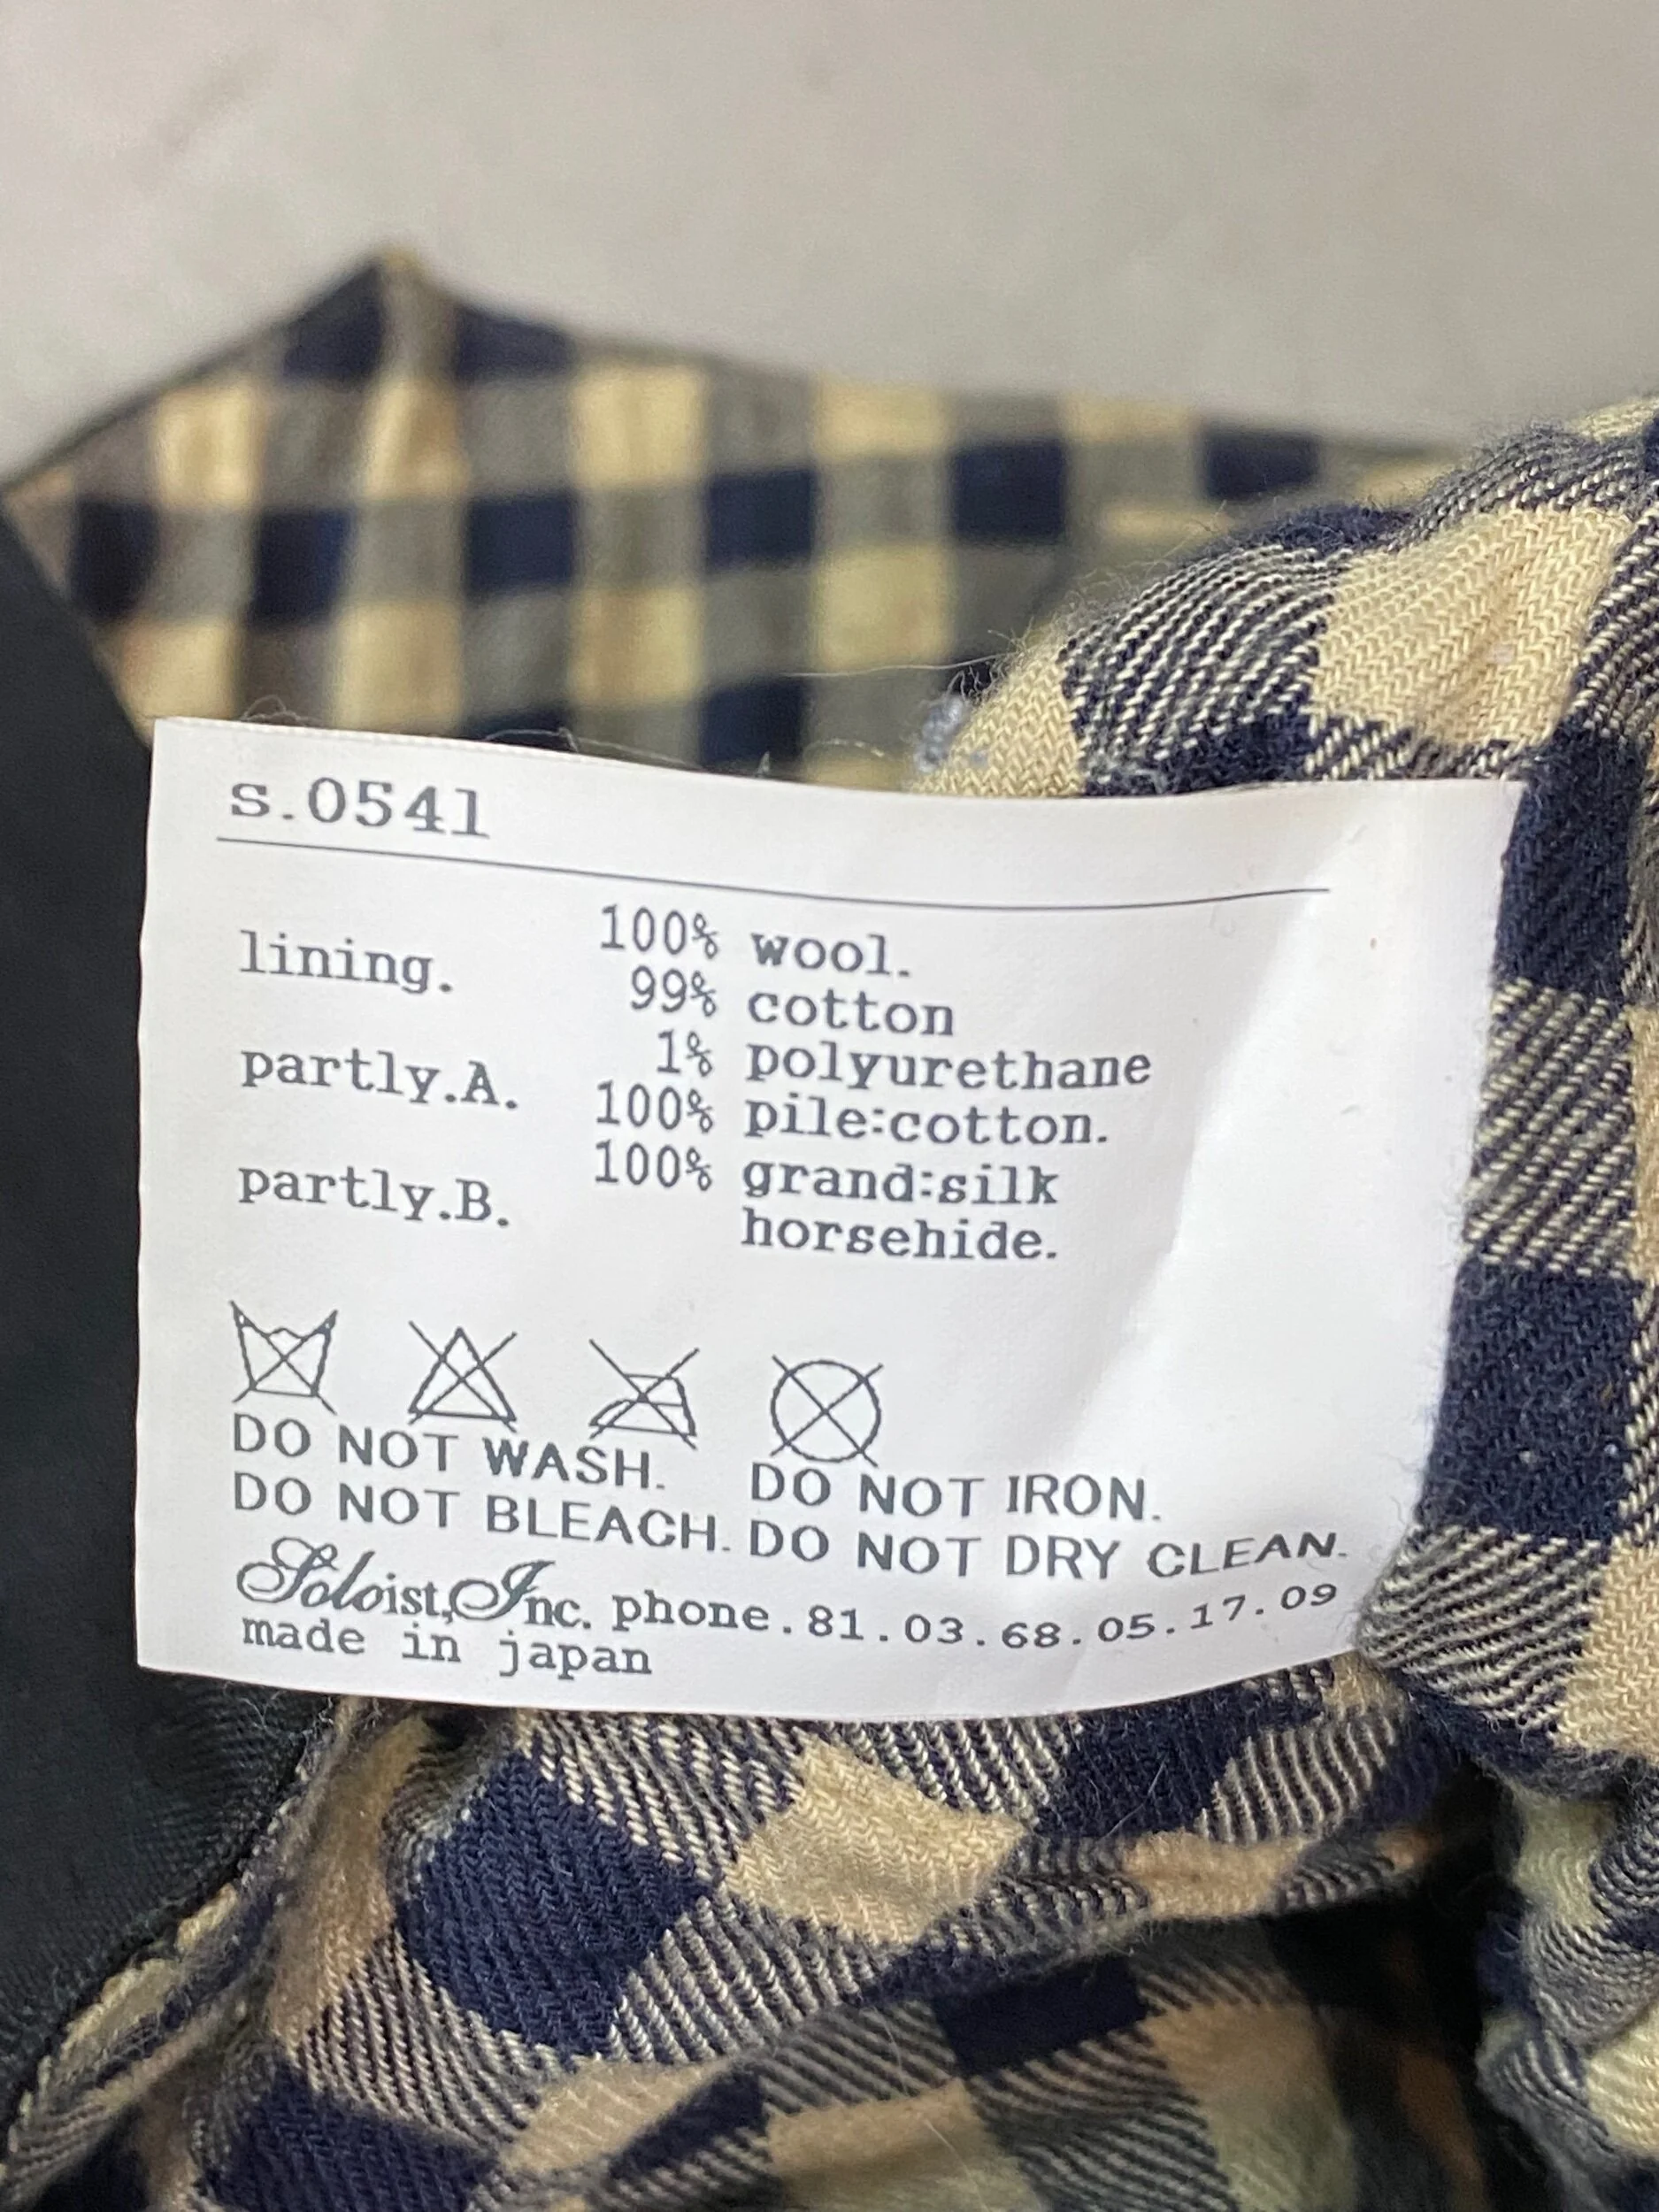 s.0541
100% wool.
lining. 99% cotton
1% polyurethane
partly.A. 100% pile:cotton.
100% grand:silk
partly.B. horsehide.
DO NOT WASH. DO NOT IRON.
DO NOT BLEACH. DO NOT DRY CLEAN.
Soloist, Inc. phone.81.03.68.05.17.09
made in japan